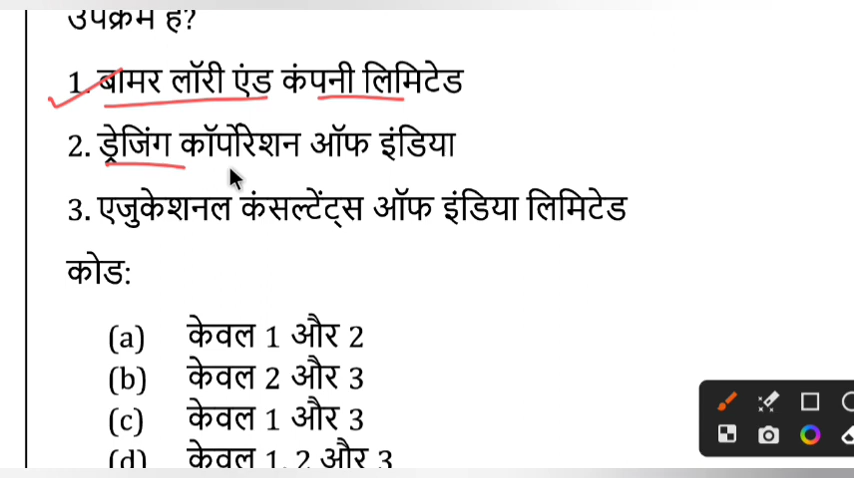 उपक्रम है?
1. बामर लॉरी एंड कंपनी लिमिटेड
2. ड्रेजिंग कॉर्पोरेशन ऑफ इंडिया
3. एजुकेशनल कंसल्टेंट्स ऑफ इंडिया लिमिटेड
कोड:
(a) केवल 1 और 2
(b) केवल 2 और 3
(c) केवल 1 और 3
(d) केवल 1, 2 और 3